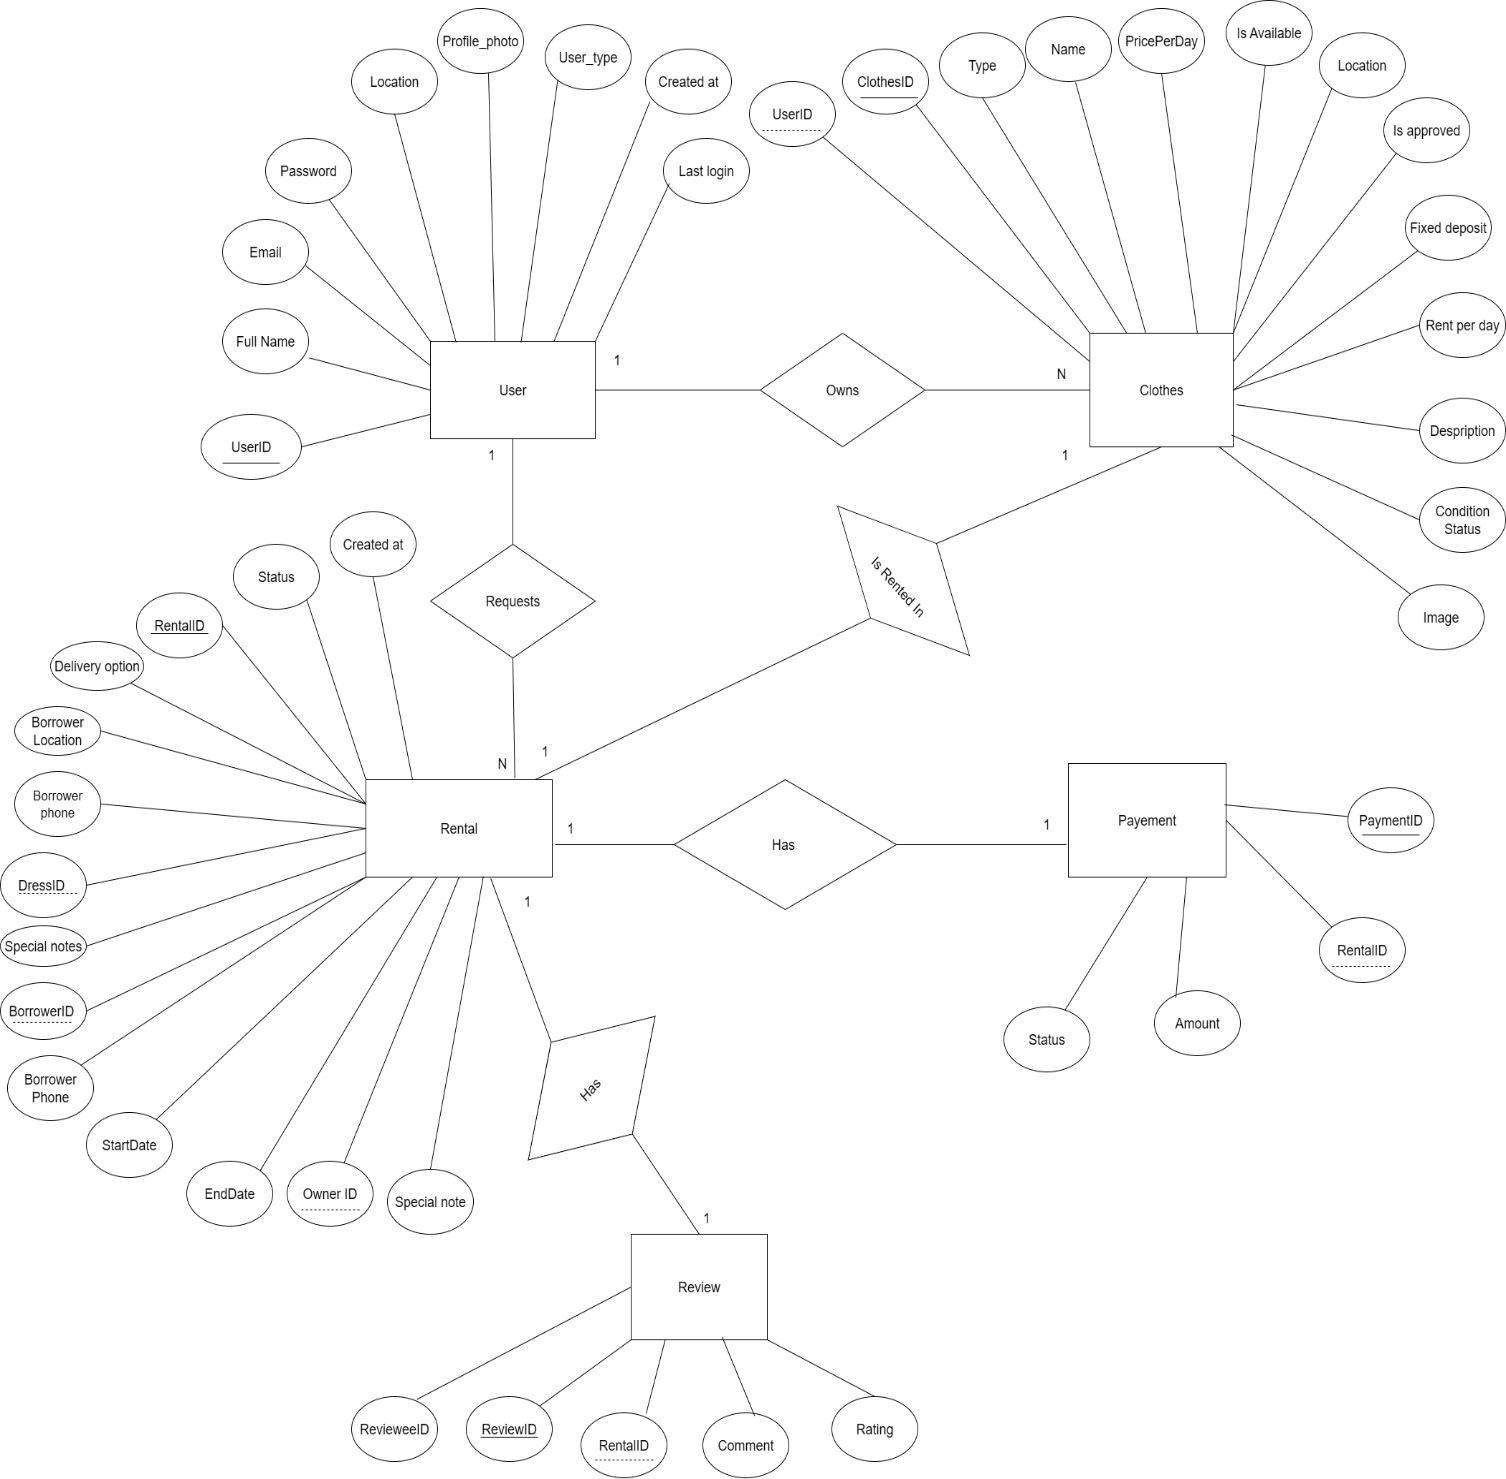 Profile_photo
User_type
Location
Created at
Password
Last login
Email
Full Name
UserID
User
1
1
Owns
N
UserID
ClothesID
Type
Name
PricePerDay
Is Available
Location
Is approved
Fixed deposit
Rent per day
Despription
Condition
Status
Image
Clothes
1
Is Rented In
1
Requests
N
Created at
Status
RentalID
Delivery option
Borrower
Location
Borrower
phone
DressID
Special notes
BorrowerID
Borrower
Phone
StartDate
EndDate
Owner ID
Special note
Rental
1
Has
1
Payement
PaymentID
RentalID
Amount
Status
1
Has
1
Review
RevieweeID
ReviewID
RentalID
Comment
Rating